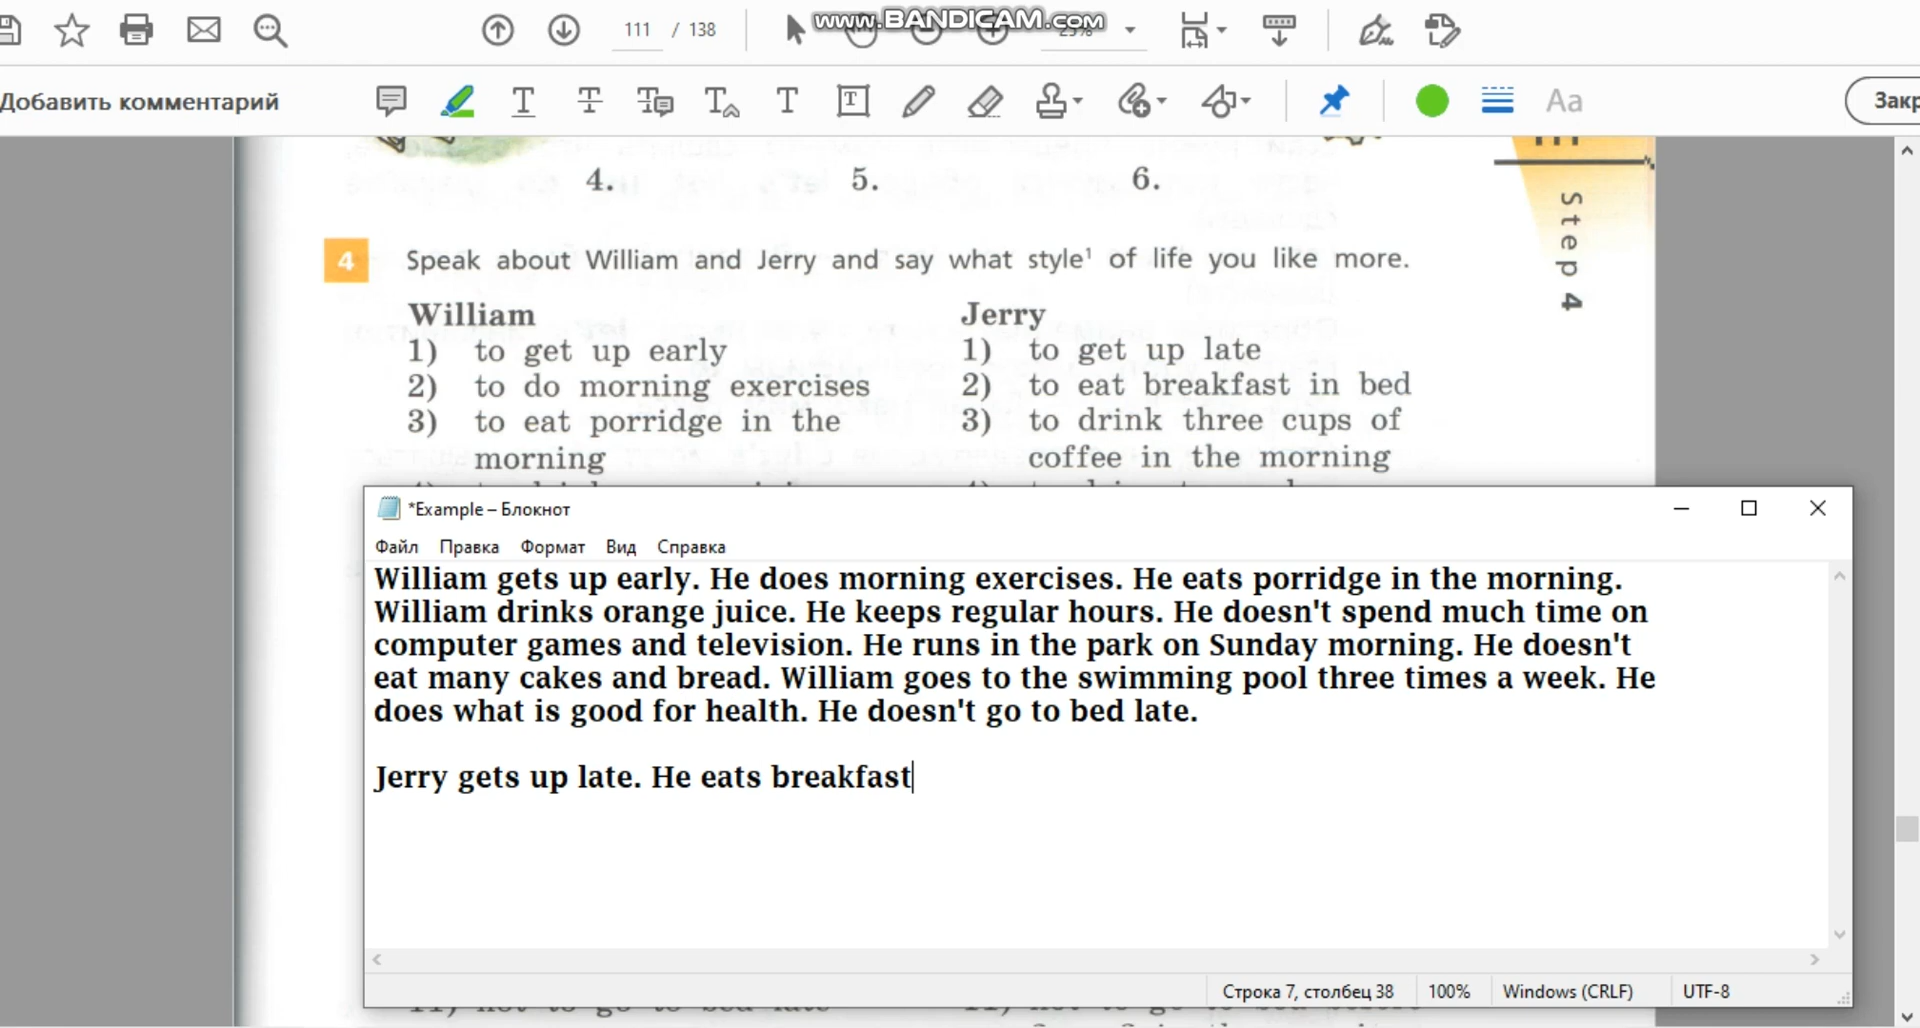 www.BANDICAM.com
111 / 138
25%
Добавить комментарий
Aa
Закр
4. 5. 6.
Step 4
4 Speak about William and Jerry and say what style¹ of life you like more.
William
1) to get up early
2) to do morning exercises
3) to eat porridge in the
morning
Jerry
1) to get up late
2) to eat breakfast in bed
3) to drink three cups of
coffee in the morning
*Example – Блокнот
Файл Правка Формат Вид Справка
William gets up early. He does morning exercises. He eats porridge in the morning.
William drinks orange juice. He keeps regular hours. He doesn't spend much time on
computer games and television. He runs in the park on Sunday morning. He doesn't
eat many cakes and bread. William goes to the swimming pool three times a week. He
does what is good for health. He doesn't go to bed late.
Jerry gets up late. He eats breakfast
Строка 7, столбец 38 100% Windows (CRLF) UTF-8
11) not to go to bed late